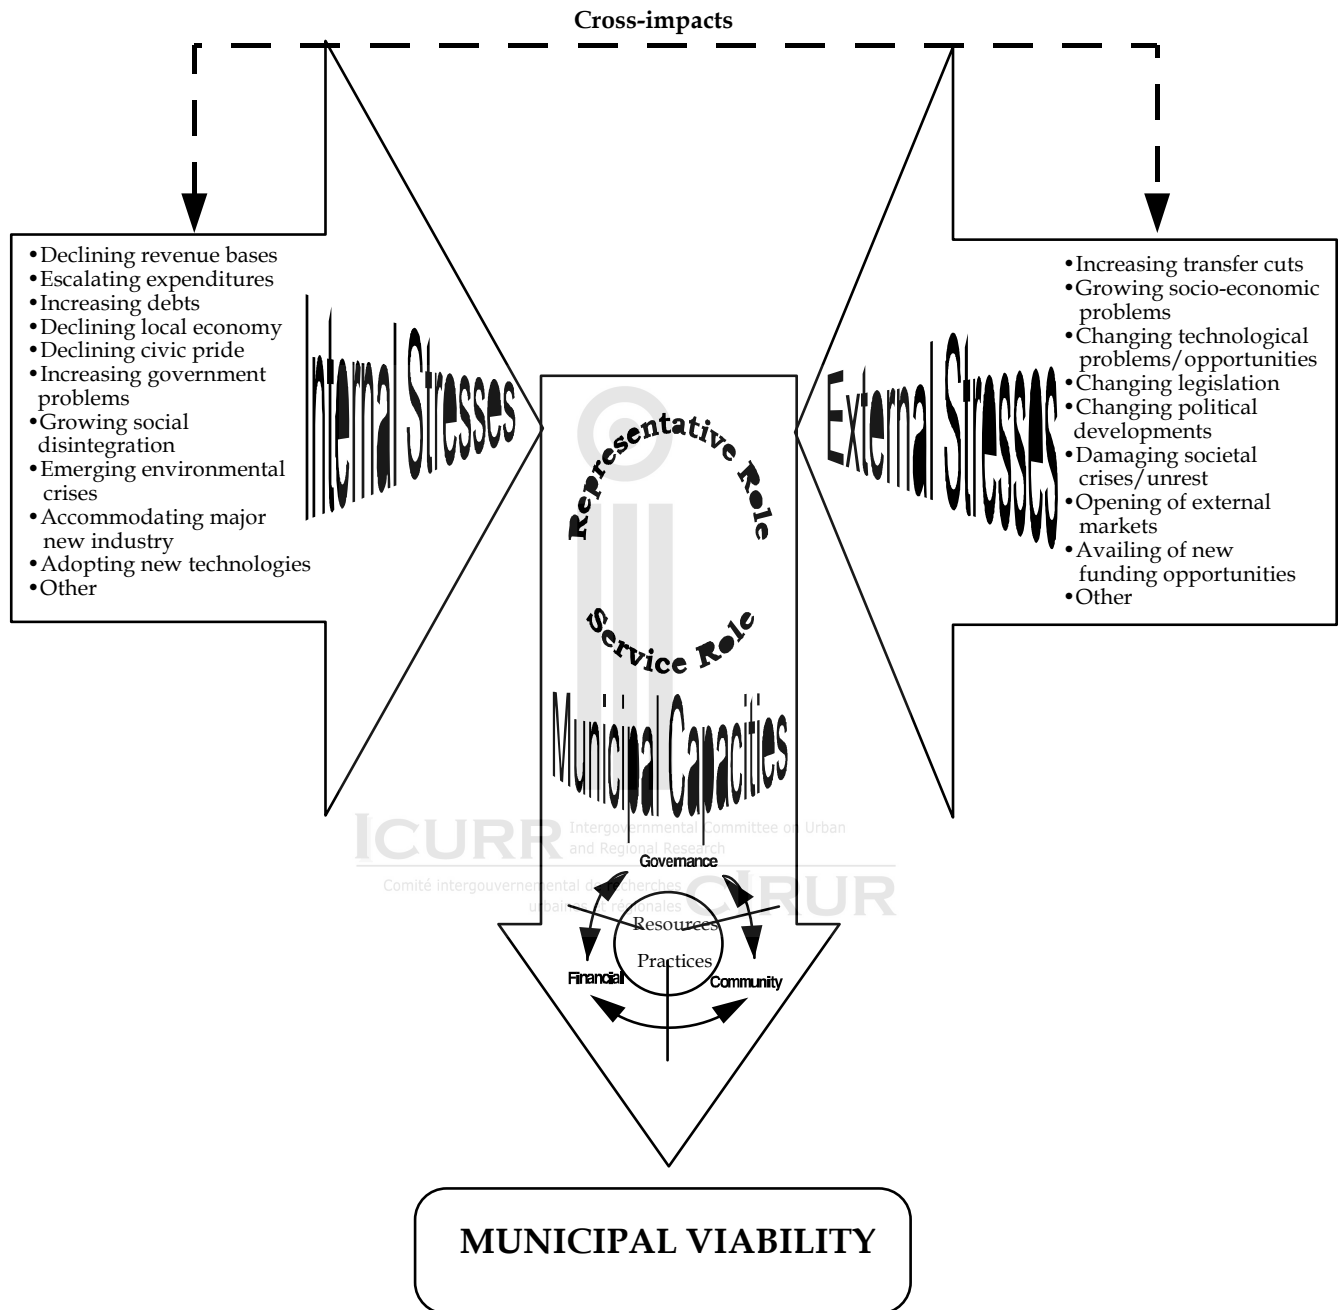 Cross-impacts
•Declining revenue bases
•Escalating expenditures
•Increasing debts
•Declining local economy
•Declining civic pride
•Increasing government
problems
•Growing social
disintegration
•Emerging environmental
crises
•Accommodating major
new industry
•Adopting new technologies
•Other
Internal Stresses
Representative Role
Service Role
Municipal Capacities
External Stresses
•Increasing transfer cuts
•Growing socio-economic
problems
•Changing technological
problems/opportunities
•Changing legislation
•Changing political
developments
•Damaging societal
crises/unrest
•Opening of external
markets
•Availing of new
funding opportunities
•Other
ICURR
Intergovernmental Committee on Urban
and Regional Research
Comité intergouvernemental de recherches
urbaines et régionales
CIRUR
Governance
Resources
Practices
Financial
Community
MUNICIPAL VIABILITY